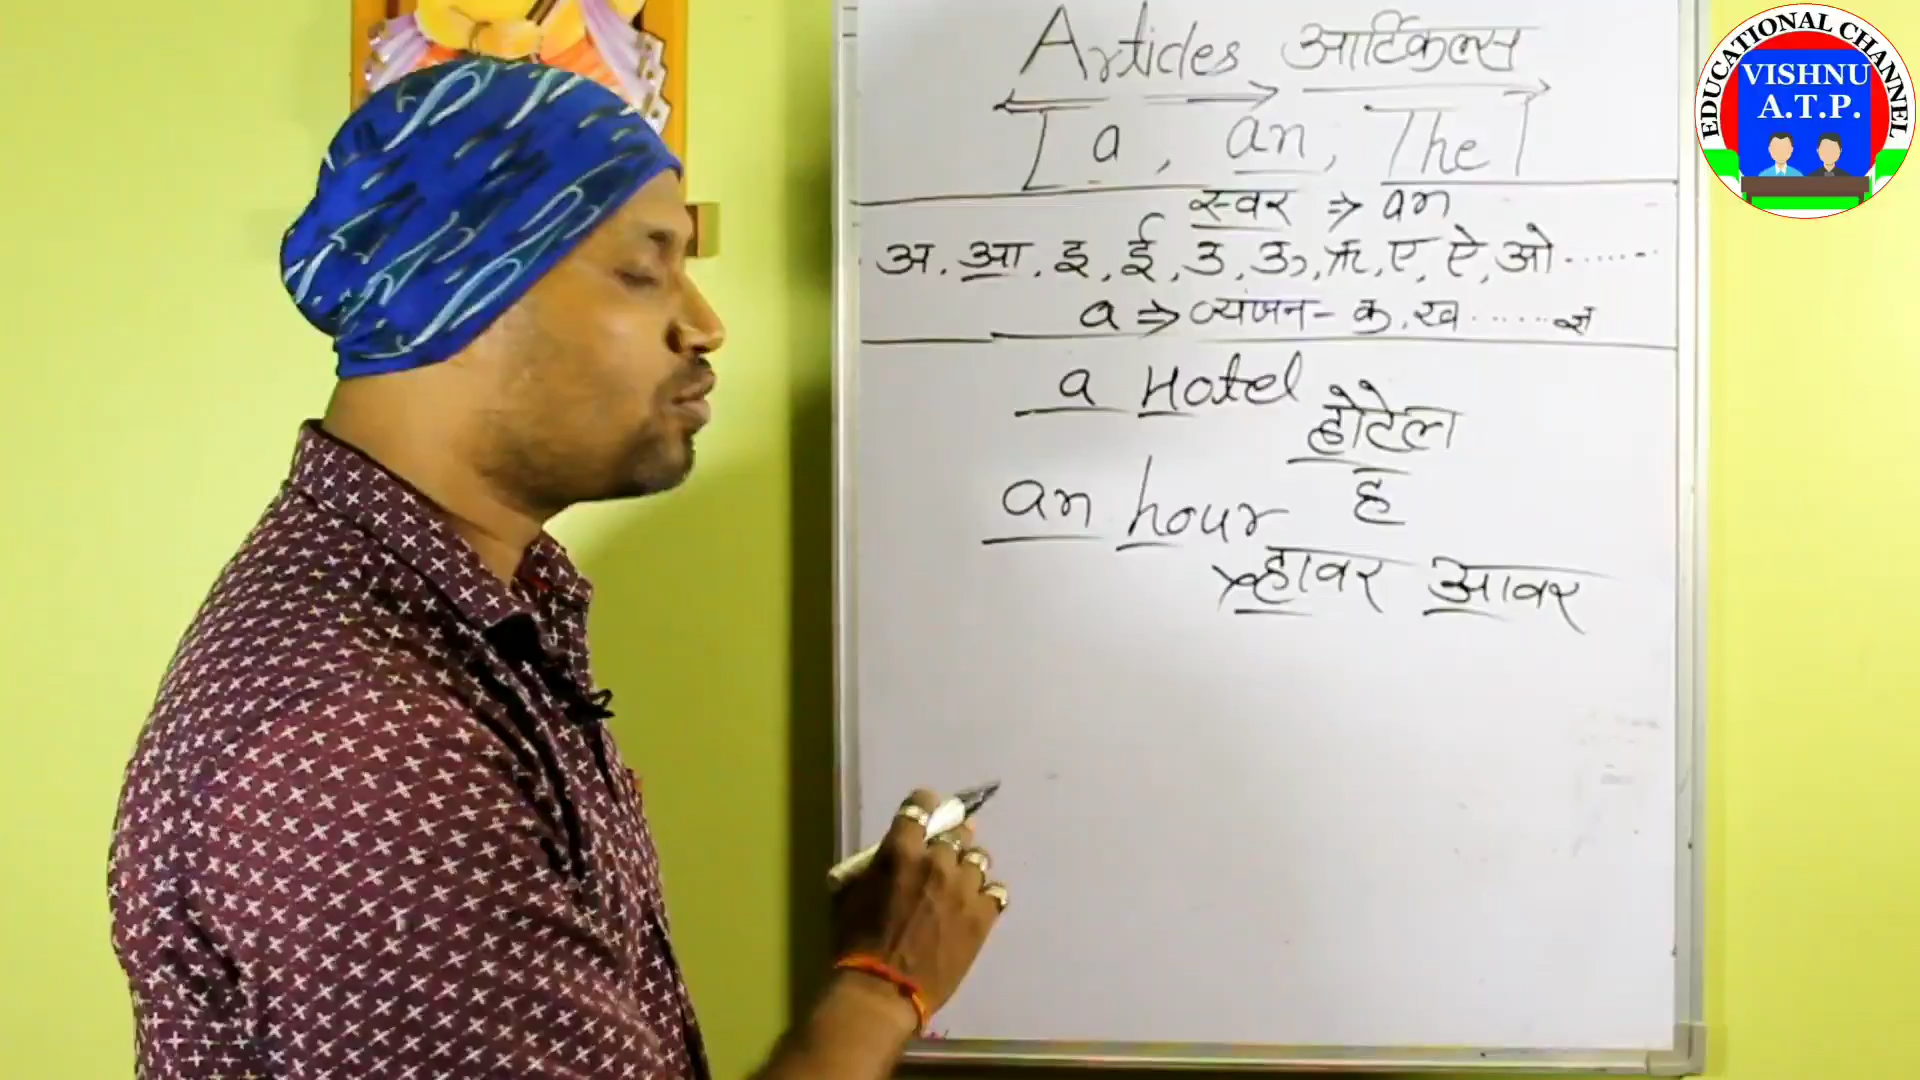 Articles आर्टिकल्स
[a, an, The]
स्वर ⇒ an
अ. आ. इ, ई, उ, ऊ, ऋ, ए, ऐ, ओ.......
a ⇒ व्यंजन- क, ख......ज्ञ
a Hotel
होटेल
ह
an hour
हावर आवर
EDUCATIONAL CHANNEL
VISHNU
A.T.P.